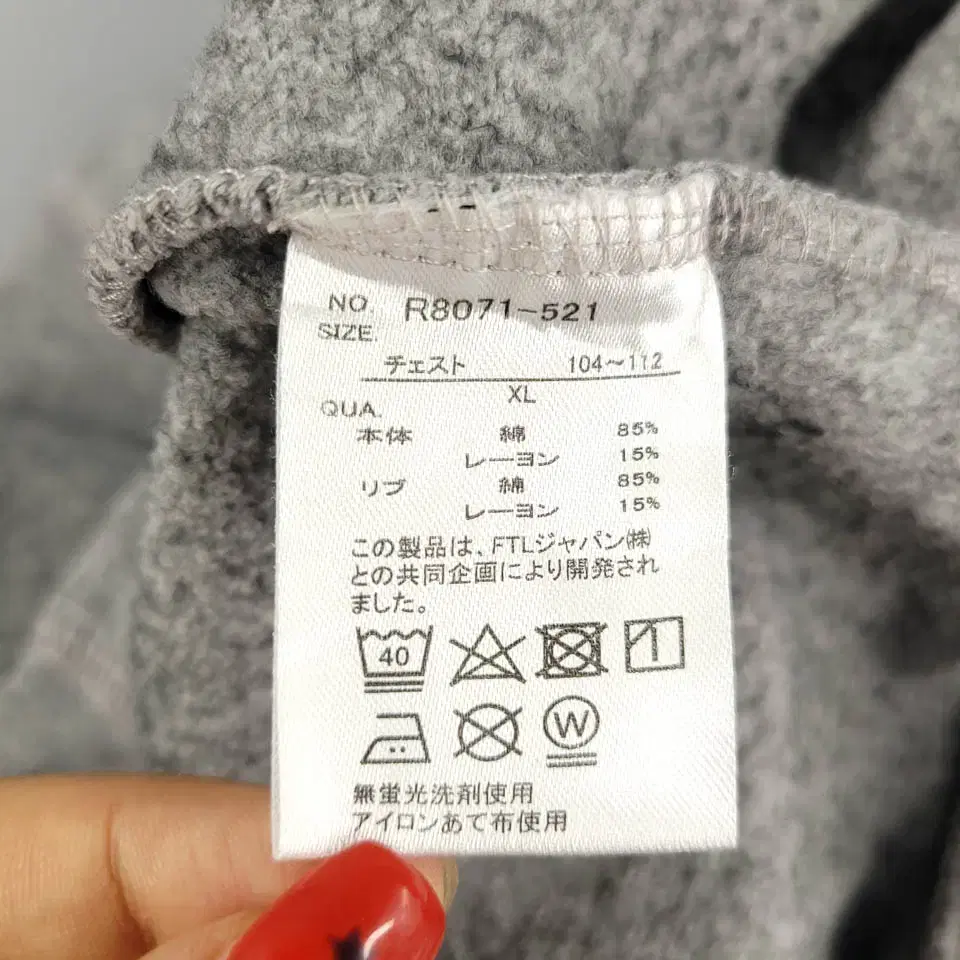 NO. R8071-521
SIZE.
チェスト 104～112
XL
QUA.
本体 綿 85%
レーヨン 15%
リブ 綿 85%
レーヨン 15%
この製品は、FTLジャパン㈱
との共同企画により開発され
ました。
40
W
無蛍光洗剤使用
アイロンあて布使用